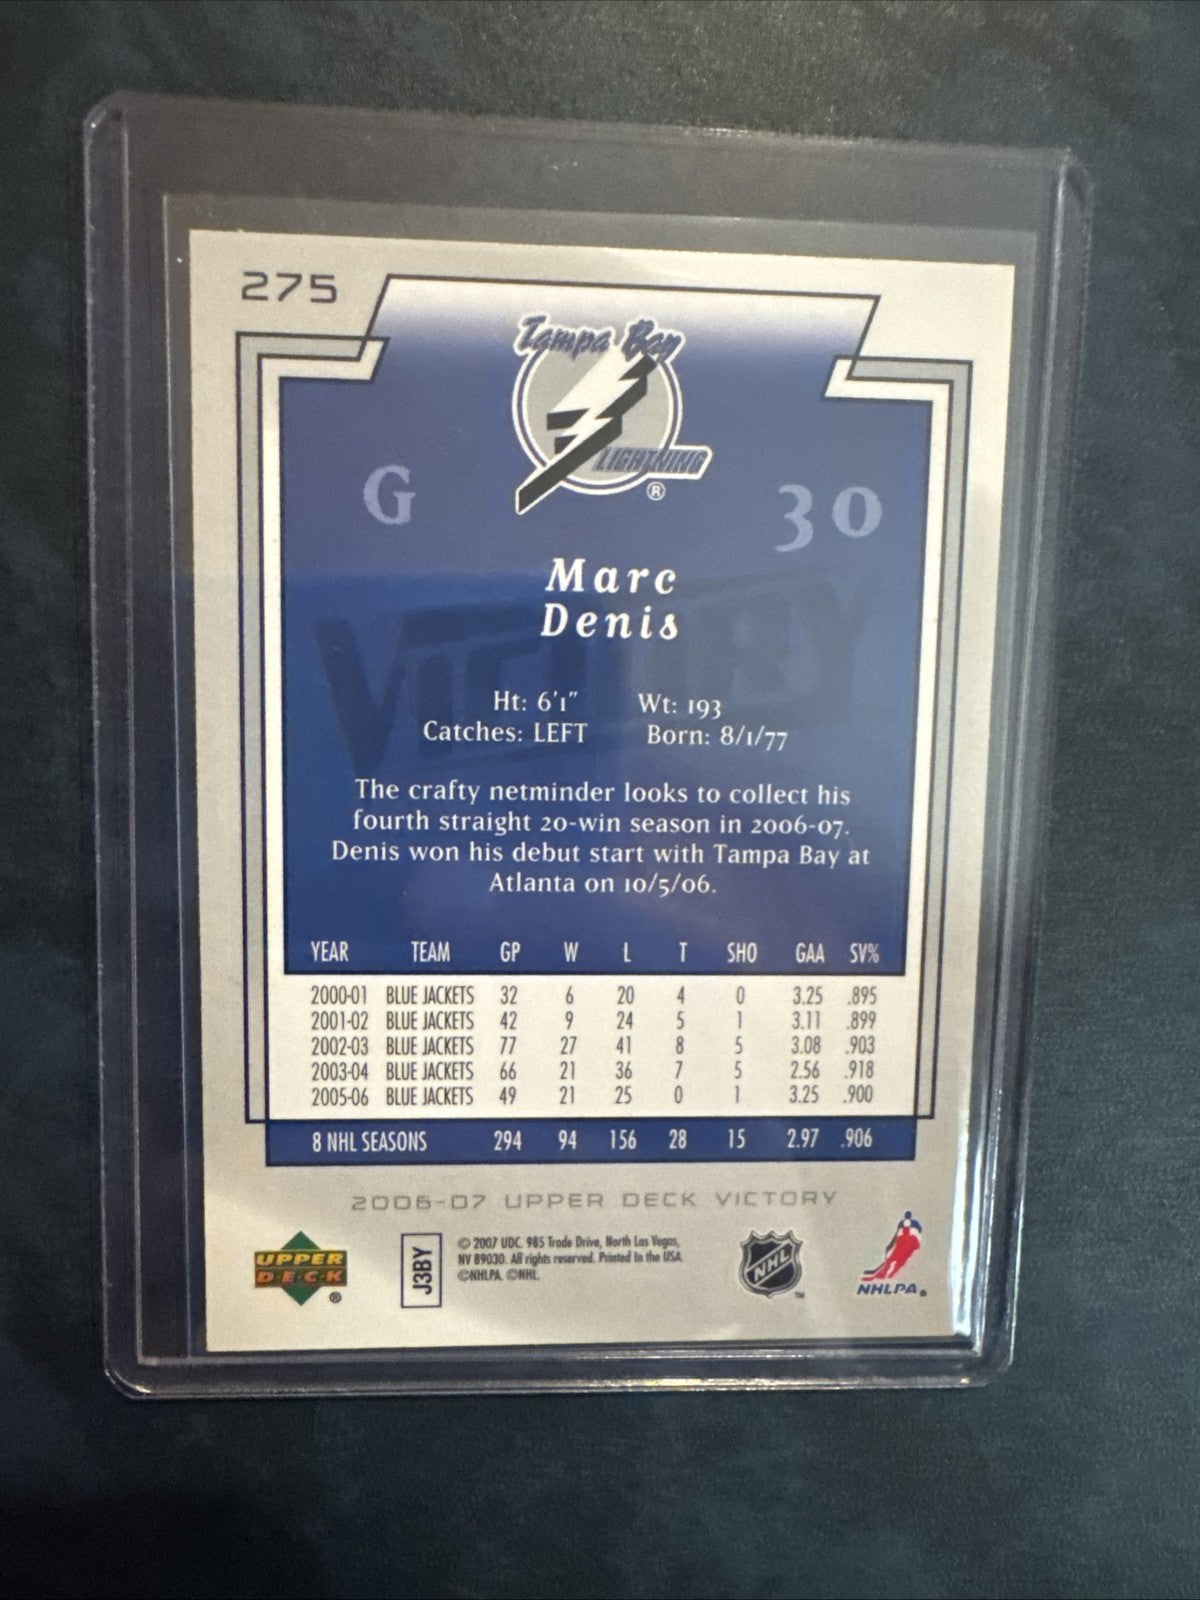 275
Tampa Bay
LIGHTNING
®
G
30
Marc
Denis
VICTORY
Ht: 6'1" Wt: 193
Catches: LEFT Born: 8/1/77
The crafty netminder looks to collect his
fourth straight 20-win season in 2006-07.
Denis won his debut start with Tampa Bay at
Atlanta on 10/5/06.
YEAR TEAM GP W L T SHO GAA SV%
2000-01 BLUE JACKETS 32 6 20 4 0 3.25 .895
2001-02 BLUE JACKETS 42 9 24 5 1 3.11 .899
2002-03 BLUE JACKETS 77 27 41 8 5 3.08 .903
2003-04 BLUE JACKETS 66 21 36 7 5 2.56 .918
2005-06 BLUE JACKETS 49 21 25 0 1 3.25 .900
8 NHL SEASONS 294 94 156 28 15 2.97 .906
2006-07 UPPER DECK VICTORY
UPPER
DECK
®
J3BY
© 2007 UDC. 985 Trade Drive, North Las Vegas,
NV 89030. All rights reserved. Printed in the USA.
©NHLPA. ©NHL.
NHL
™
NHLPA®